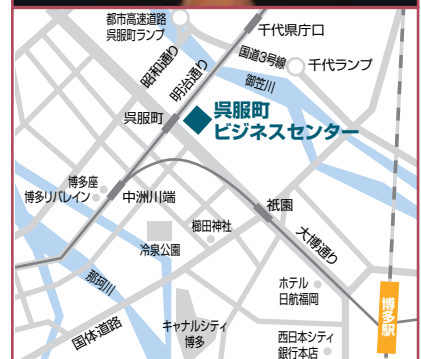 都市高速道路
呉服町ランプ
千代県庁口
昭和通り
明治通り
国道3号線
千代ランプ
御笠川
呉服町
呉服町
ビジネスセンター
博多座
博多リバレイン
中洲川端
祇園
櫛田神社
冷泉公園
大博通り
那珂川
ホテル
日航福岡
博多駅
国体道路
キャナルシティ
博多
西日本シティ
銀行本店